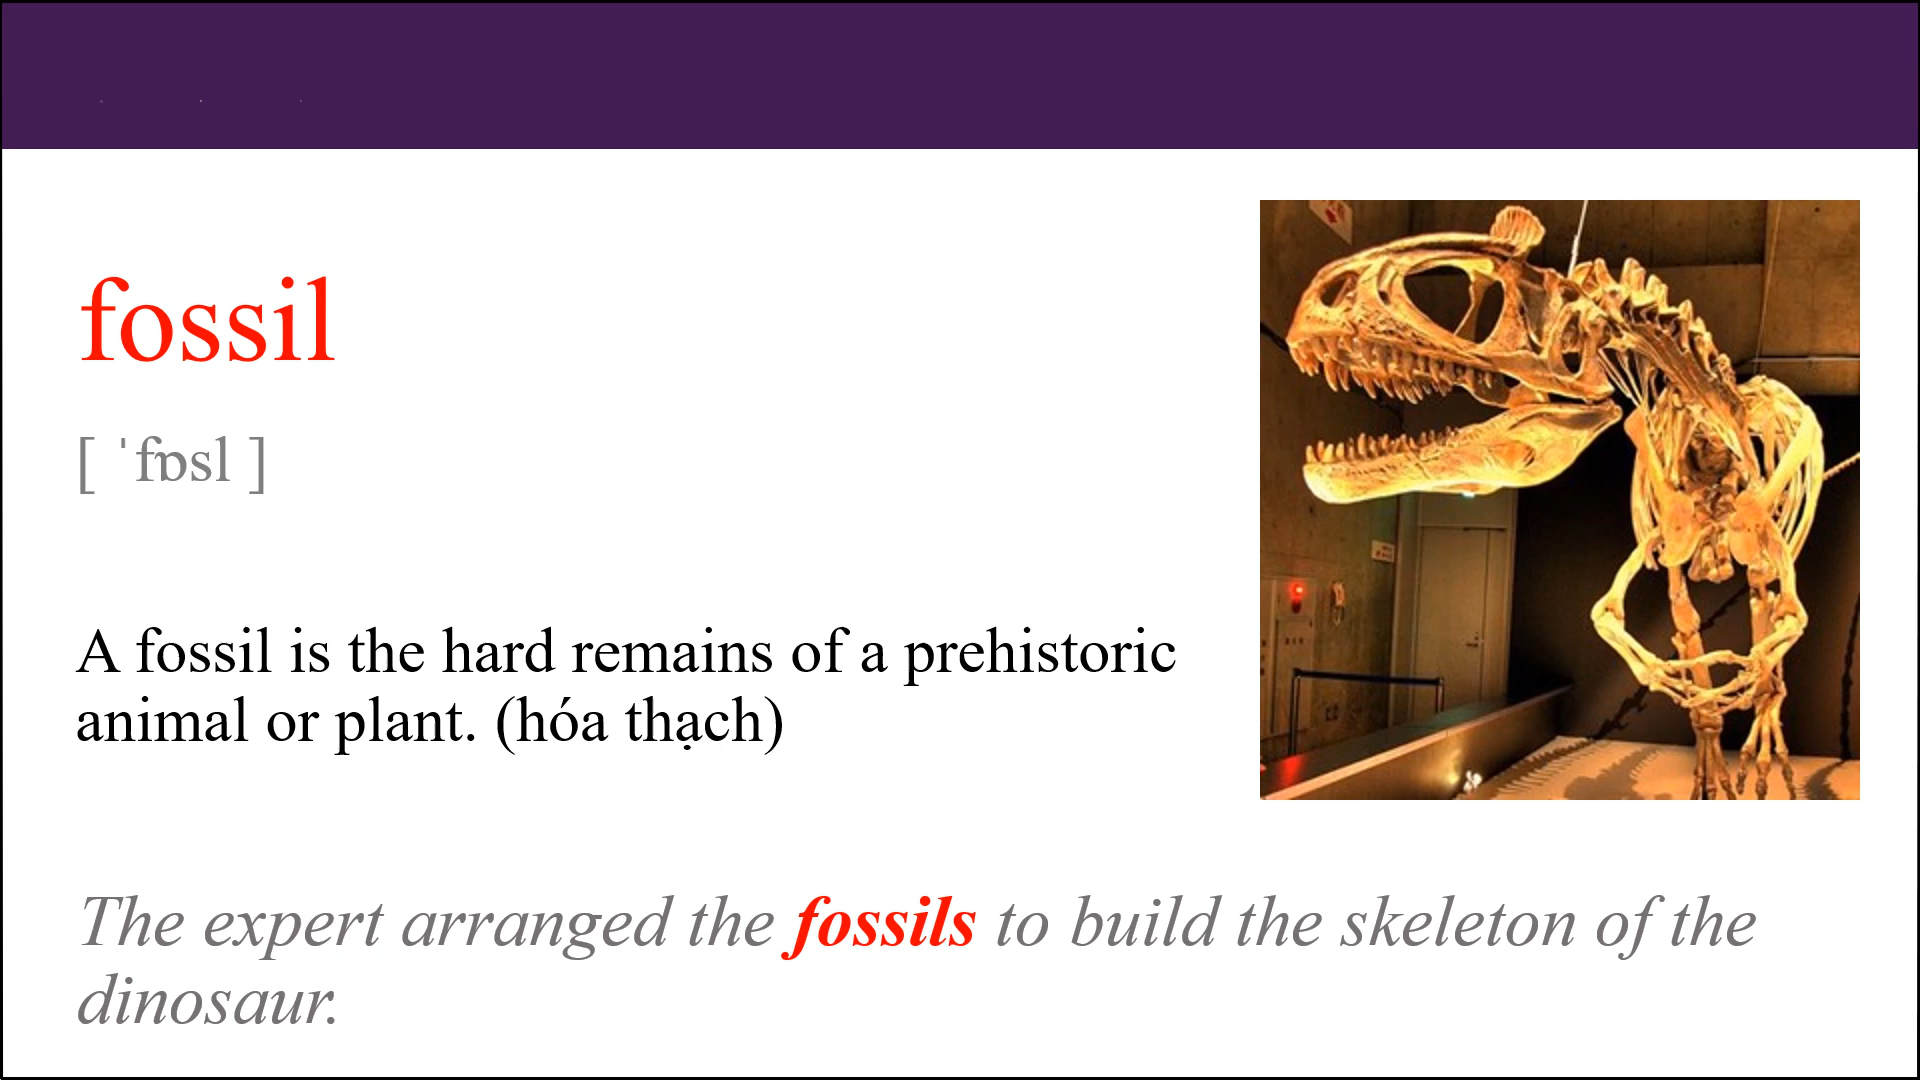 fossil
[ ˈfɒsl ]
A fossil is the hard remains of a prehistoric
animal or plant. (hóa thạch)
The expert arranged the fossils to build the skeleton of the
dinosaur.